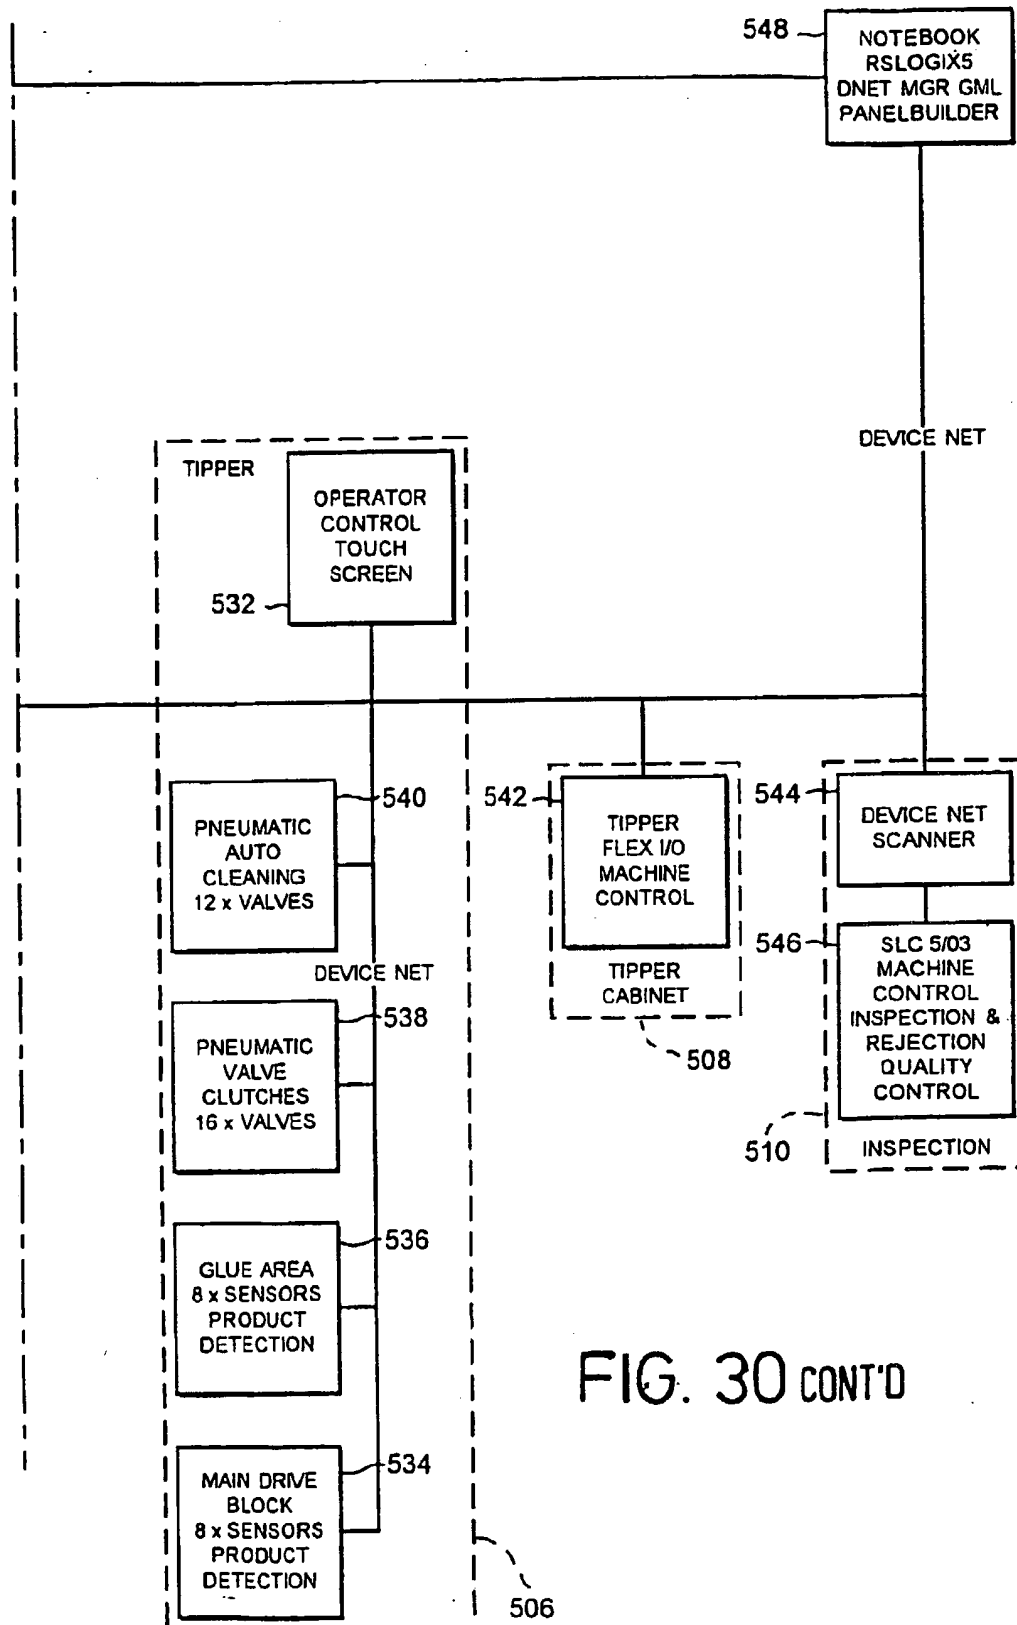 548
NOTEBOOK
RSLOGIX5
DNET MGR GML
PANELBUILDER
DEVICE NET
TIPPER
OPERATOR
CONTROL
TOUCH
SCREEN
532
540
PNEUMATIC
AUTO
CLEANING
12 x VALVES
DEVICE NET
538
PNEUMATIC
VALVE
CLUTCHES
16 x VALVES
536
GLUE AREA
8 x SENSORS
PRODUCT
DETECTION
534
MAIN DRIVE
BLOCK
8 x SENSORS
PRODUCT
DETECTION
506
542
TIPPER
FLEX I/O
MACHINE
CONTROL
TIPPER
CABINET
508
544
DEVICE NET
SCANNER
546
SLC 5/03
MACHINE
CONTROL
INSPECTION &
REJECTION
QUALITY
CONTROL
510
INSPECTION
FIG. 30 CONT'D